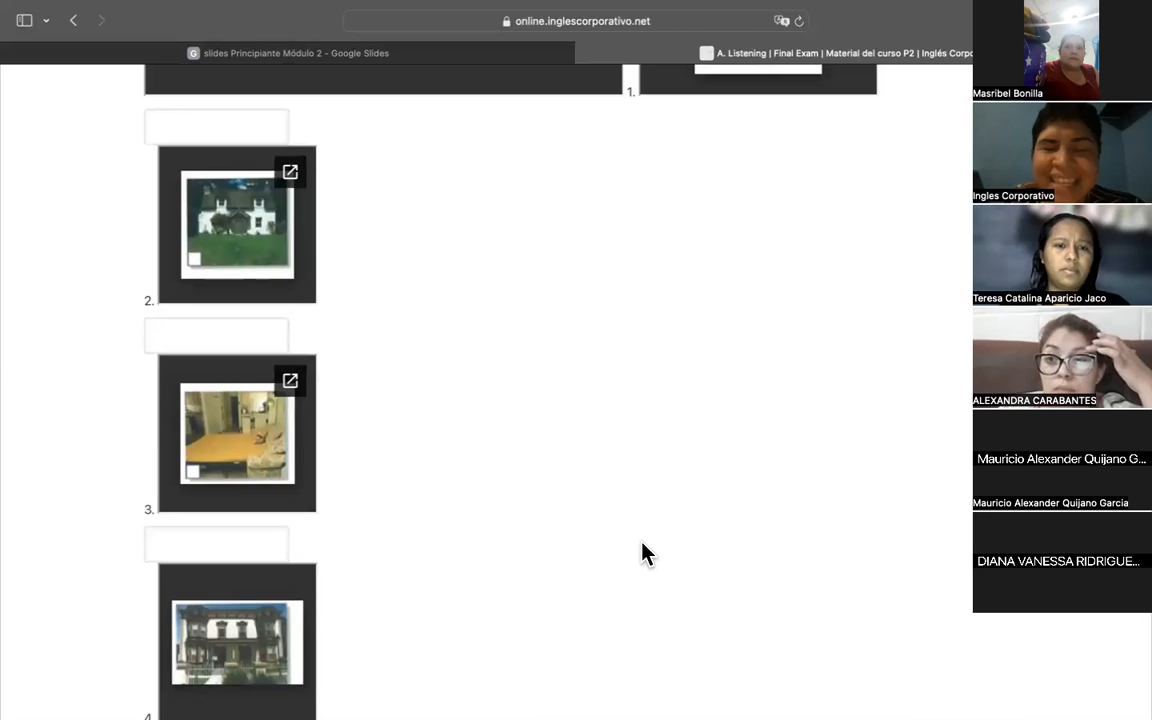 online.inglescorporativo.net
G slides Principiante Módulo 2 - Google Slides
A. Listening | Final Exam | Material del curso P2 | Inglés Corpo
1.
2.
3.
4
Masribel Bonilla
Ingles Corporativo
Teresa Catalina Aparicio Jaco
ALEXANDRA CARABANTES
Mauricio Alexander Quijano G...
Mauricio Alexander Quijano Garcia
DIANA VANESSA RIDRIGUE...